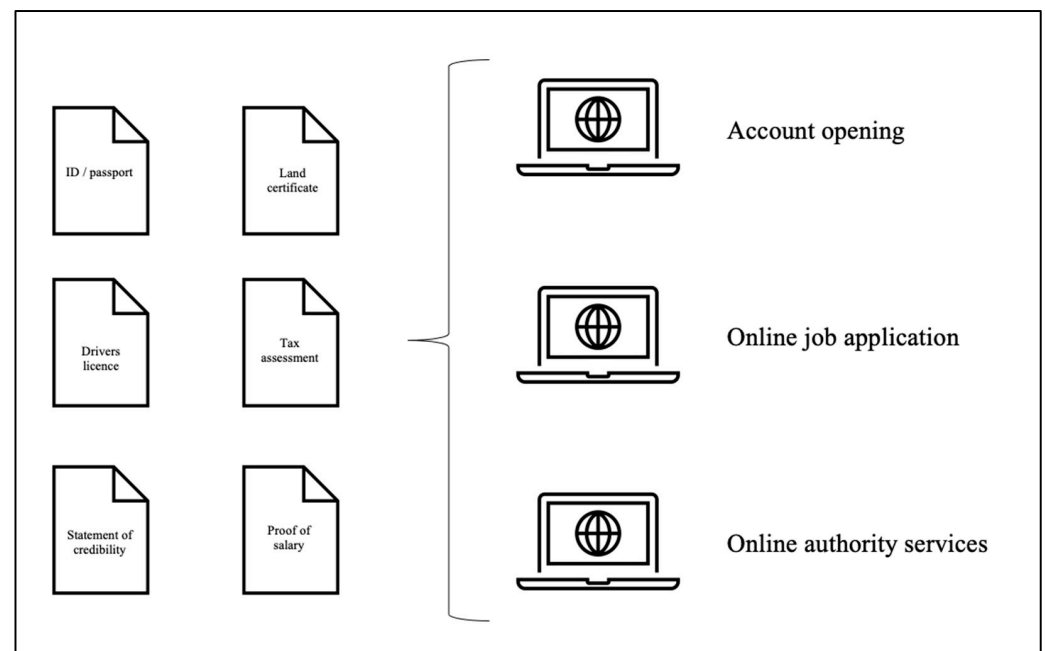 ID / passport
Land
certificate
Account opening
Drivers
licence
Tax
assessment
Online job application
Statement of
credibility
Proof of
salary
Online authority services